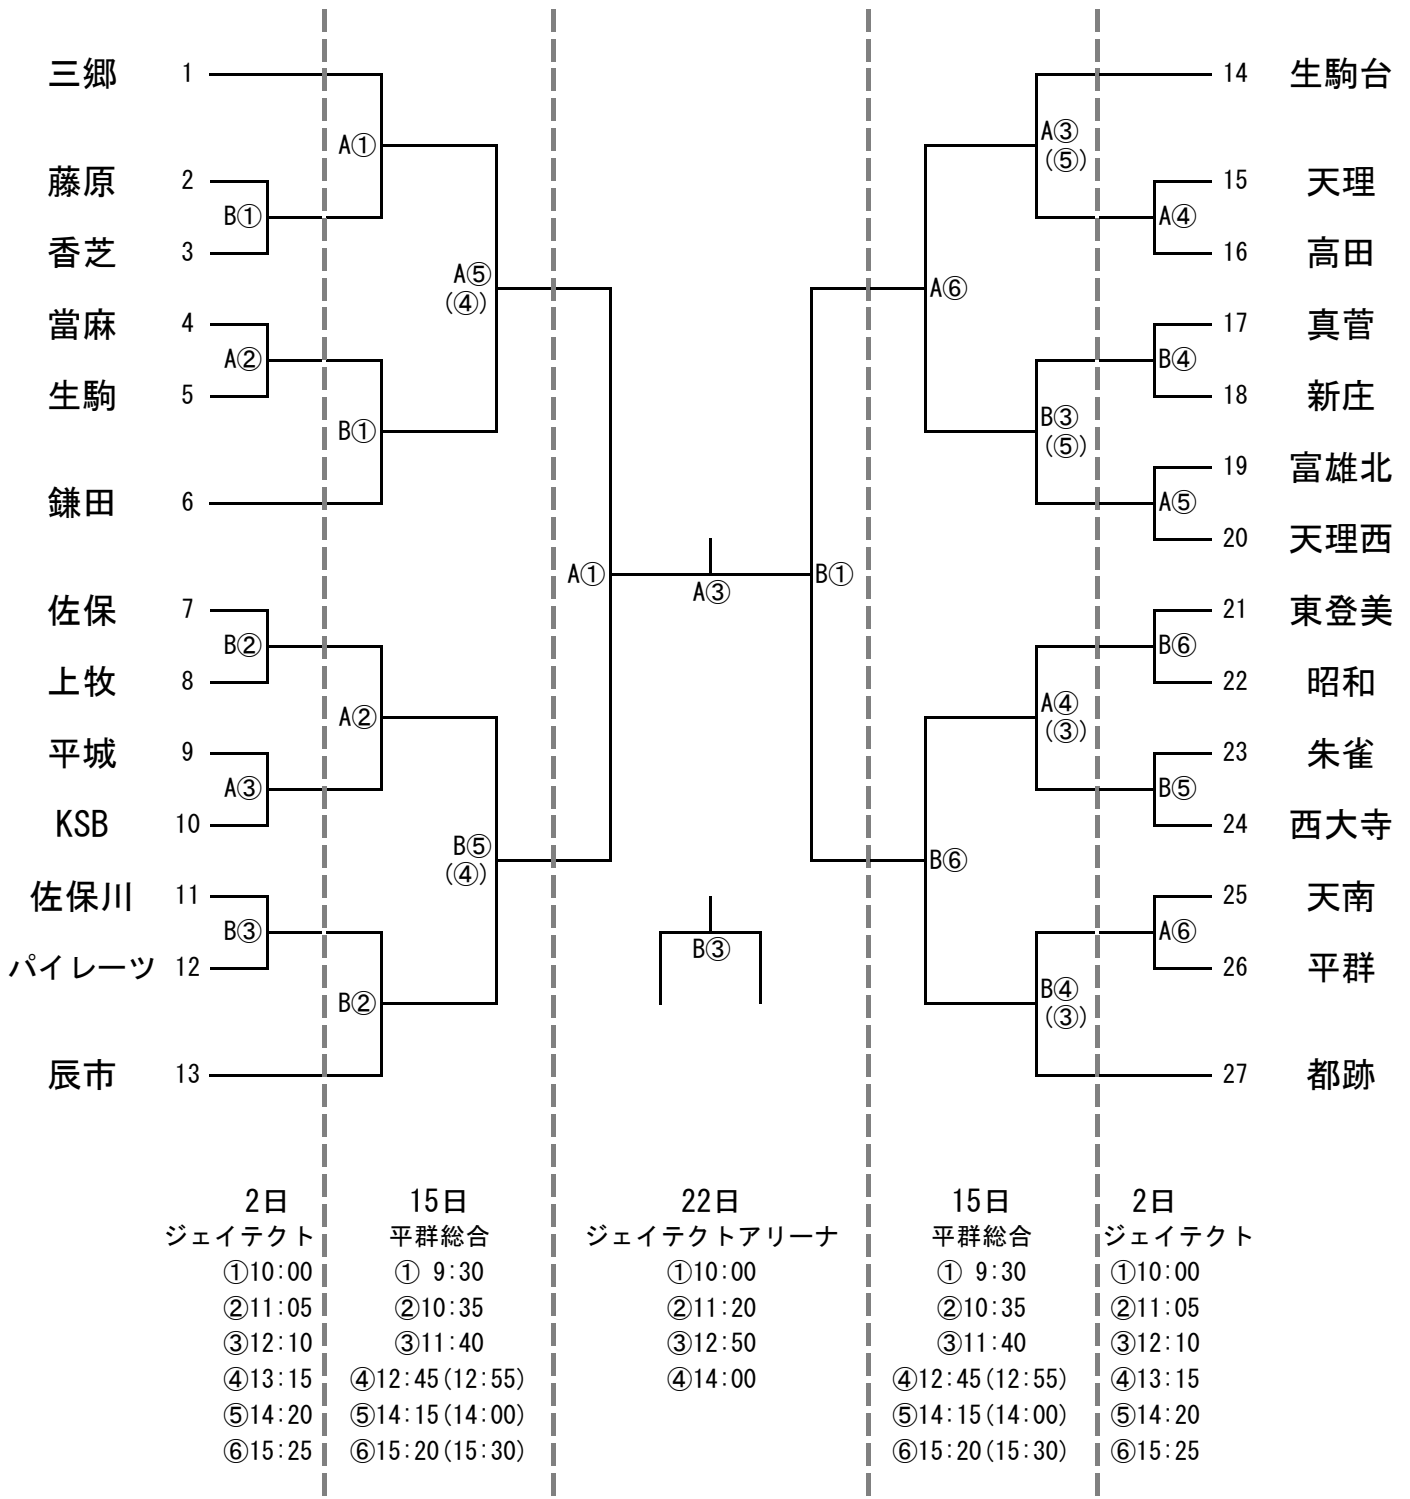 三郷 1
藤原 2
香芝 3
當麻 4
生駒 5
鎌田 6
佐保 7
上牧 8
平城 9
KSB 10
佐保川 11
パイレーツ 12
辰市 13
B①
A②
B②
A③
B③
A①
B①
A②
B②
A⑤
(④)
B⑤
(④)
A①
A③
B③
B①
A⑥
B⑥
A③
(⑤)
B③
(⑤)
A④
(③)
B④
(③)
A④
B④
A⑤
B⑥
B⑤
A⑥
14 生駒台
15 天理
16 高田
17 真菅
18 新庄
19 富雄北
20 天理西
21 東登美
22 昭和
23 朱雀
24 西大寺
25 天南
26 平群
27 都跡
2日
ジェイテクト
①10:00
②11:05
③12:10
④13:15
⑤14:20
⑥15:25
15日
平群総合
① 9:30
②10:35
③11:40
④12:45(12:55)
⑤14:15(14:00)
⑥15:20(15:30)
22日
ジェイテクトアリーナ
①10:00
②11:20
③12:50
④14:00
15日
平群総合
① 9:30
②10:35
③11:40
④12:45(12:55)
⑤14:15(14:00)
⑥15:20(15:30)
2日
ジェイテクト
①10:00
②11:05
③12:10
④13:15
⑤14:20
⑥15:25